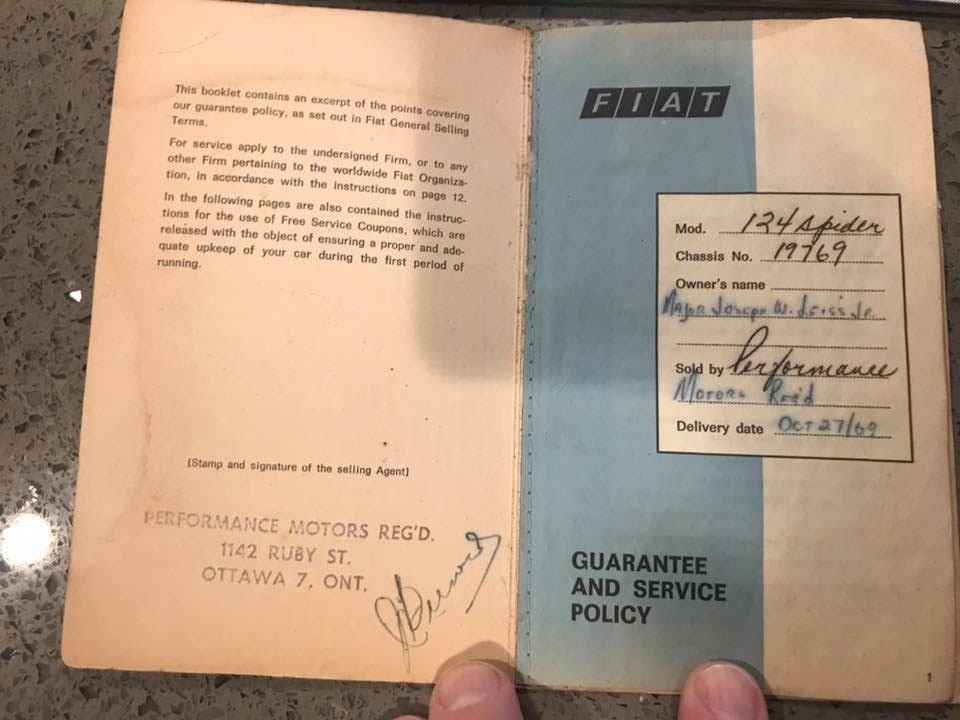 This booklet contains an excerpt of the points covering
our guarantee policy, as set out in Fiat General Selling
Terms.
For service apply to the undersigned Firm, or to any
other Firm pertaining to the worldwide Fiat Organiza-
tion, in accordance with the instructions on page 12.
In the following pages are also contained the instruc-
tions for the use of Free Service Coupons, which are
released with the object of ensuring a proper and ade-
quate upkeep of your car during the first period of
running.
(Stamp and signature of the selling Agent)
PERFORMANCE MOTORS REG'D.
1142 RUBY ST.
OTTAWA 7, ONT.
FIAT
Mod. 124 Spider
Chassis No. 19769
Owner's name
Major Joseph W. Jr.
Sold by Performance
Motors Reg'd
Delivery date Oct 27/69
GUARANTEE
AND SERVICE
POLICY
1